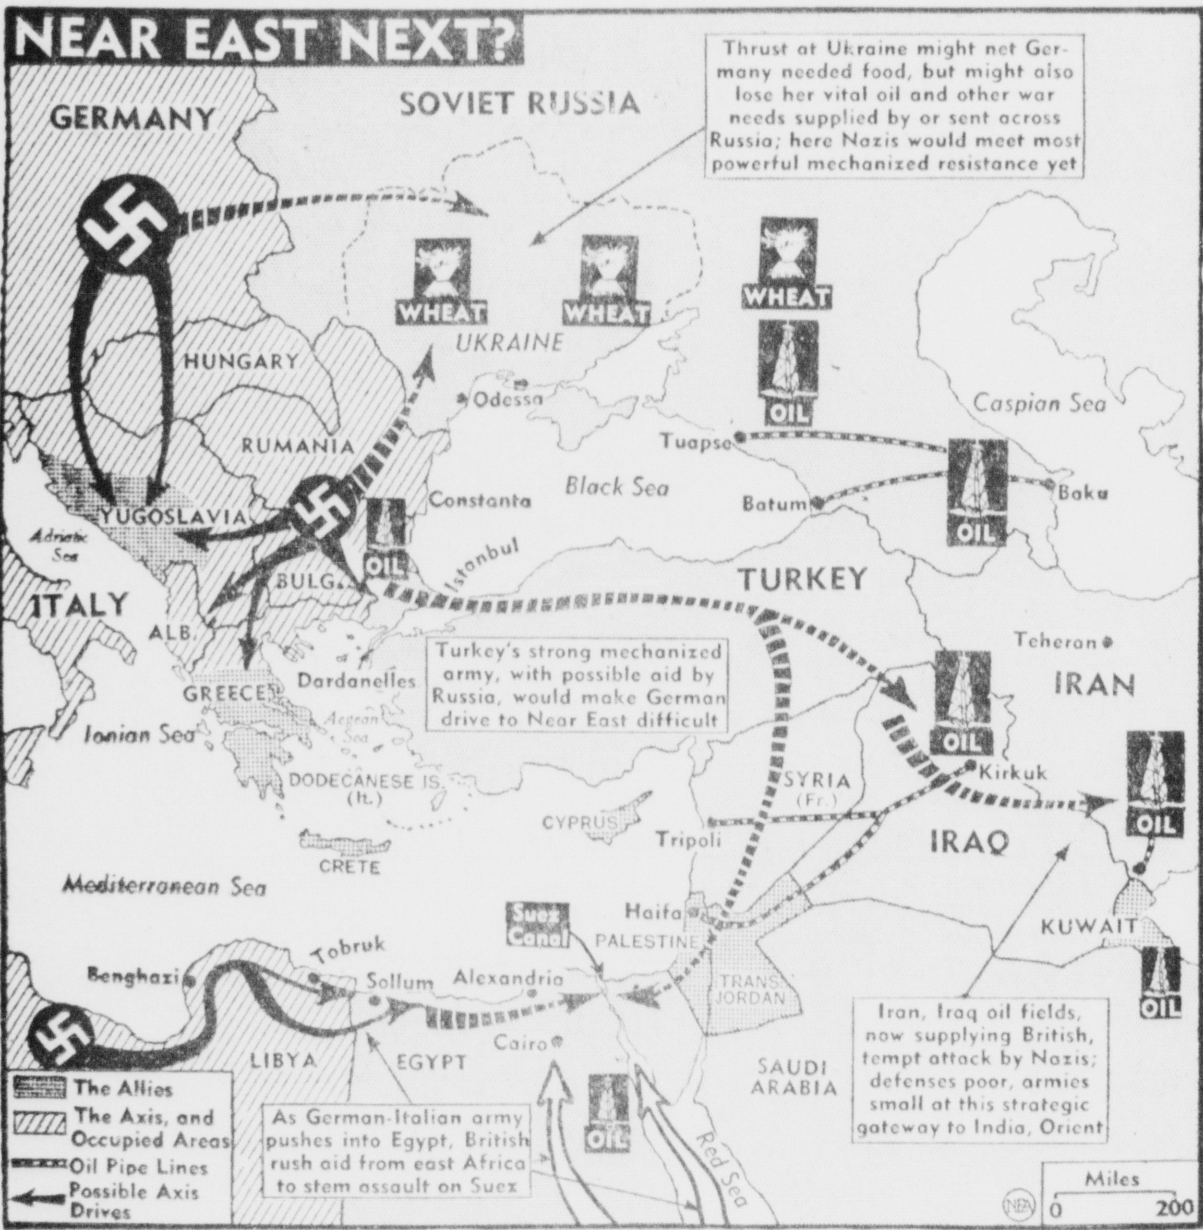 NEAR EAST NEXT?
GERMANY
SOVIET RUSSIA
Thrust at Ukraine might net Ger-
many needed food, but might also
lose her vital oil and other war
needs supplied by or sent across
Russia; here Nazis would meet most
powerful mechanized resistance yet
WHEAT
WHEAT
WHEAT
UKRAINE
HUNGARY
OIL
Odessa
Caspian Sea
RUMANIA
Tuapse
Black Sea
Constanta
Batum
Baku
OIL
YUGOSLAVIA
Adriatic
Sea
OIL
BULG.
Istanbul
TURKEY
ITALY
ALB.
Teheran
IRAN
Turkey's strong mechanized
army, with possible aid by
Russia, would make German
drive to Near East difficult
GREECE
Dardanelles
Aegean
Sea
Ionian Sea
OIL
Kirkuk
DODECANESE IS.
(It.)
SYRIA
(Fr.)
CYPRUS
Tripoli
OIL
IRAQ
CRETE
Mediterranean Sea
Suez
Canal
Haifa
PALESTINE
KUWAIT
Tobruk
Benghazi
Sollum
Alexandria
TRANS-
JORDAN
OIL
Iran, Iraq oil fields,
now supplying British,
tempt attack by Nazis;
defenses poor, armies
small at this strategic
gateway to India, Orient
Cairo
LIBYA
EGYPT
SAUDI
ARABIA
OIL
Red Sea
As German-Italian army
pushes into Egypt, British
rush aid from east Africa
to stem assault on Suez
The Allies
The Axis, and
Occupied Areas
Oil Pipe Lines
Possible Axis
Drives
NEA
Miles
0 200